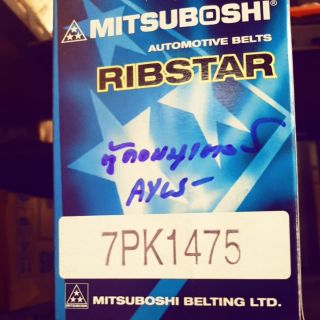 MITSUBOSHI®
AUTOMOTIVE BELTS
RIBSTAR
7PK1475
MITSUBOSHI BELTING LTD.